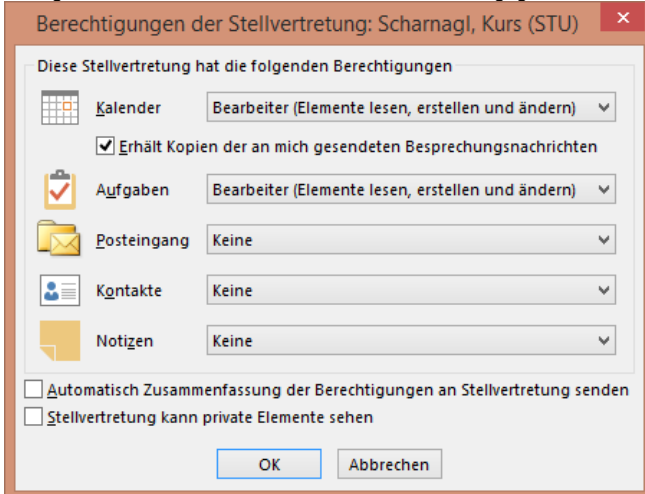 Berechtigungen der Stellvertretung: Scharnagl, Kurs (STU)
Diese Stellvertretung hat die folgenden Berechtigungen
Kalender Bearbeiter (Elemente lesen, erstellen und ändern)
Erhält Kopien der an mich gesendeten Besprechungsnachrichten
Aufgaben Bearbeiter (Elemente lesen, erstellen und ändern)
Posteingang Keine
Kontakte Keine
Notizen Keine
Automatisch Zusammenfassung der Berechtigungen an Stellvertretung senden
Stellvertretung kann private Elemente sehen
OK Abbrechen